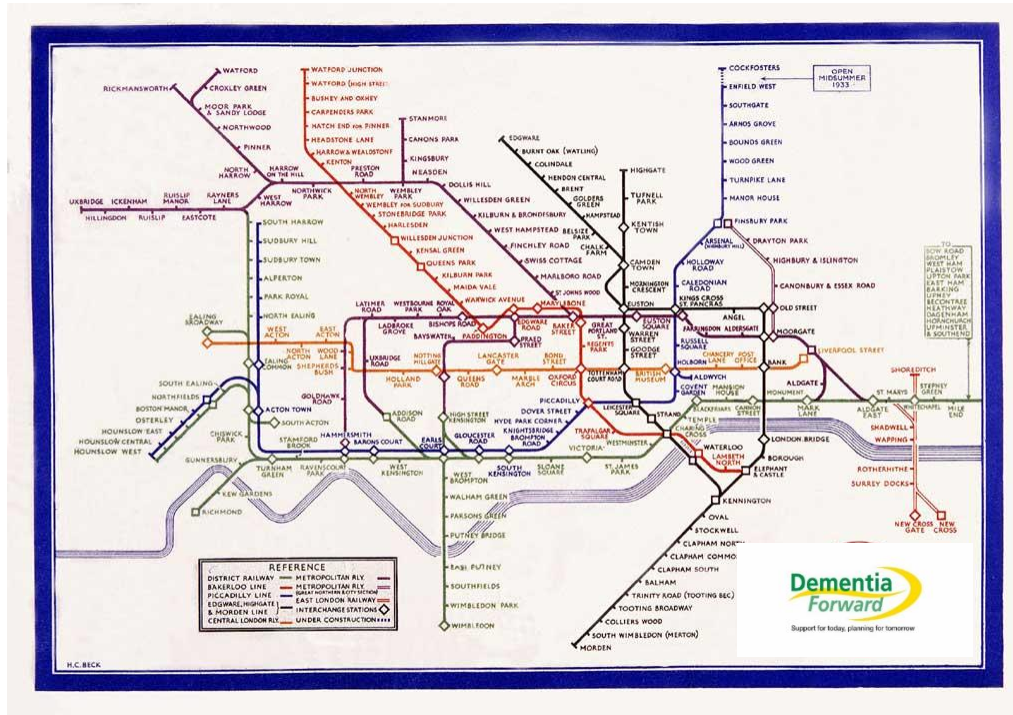 WATFORD
CROXLEY GREEN
RICKMANSWORTH
MOOR PARK
& SANDY LODGE
NORTHWOOD
PINNER
NORTH
HARROW
HARROW
ON THE HILL
NORTHWICK
PARK
PRESTON
ROAD
WEMBLEY
PARK
UXBRIDGE
ICKENHAM
HILLINGDON
RUISLIP
RUISLIP
MANOR
EASTCOTE
RAYNERS
LANE
WEST
HARROW
WATFORD JUNCTION
WATFORD (HIGH STREET
BUSHEY AND OXHEY
CARPENDERS PARK
HATCH END FOR PINNER
HEADSTONE LANE
HARROW & WEALDSTONE
KENTON
NORTH
WEMBLEY
WEMBLEY FOR SUDBURY
STONEBRIDGE PARK
HARLESDEN
WILLESDEN JUNCTION
KENSAL GREEN
QUEENS PARK
KILBURN PARK
MAIDA VALE
WARWICK AVENUE
PADDINGTON
EDGWARE
ROAD
MARYLEBONE
BAKER
STREET
REGENTS
PARK
OXFORD
CIRCUS
STANMORE
CANONS PARK
KINGSBURY
NEASDEN
DOLLIS HILL
WILLESDEN GREEN
KILBURN & BRONDESBURY
WEST HAMPSTEAD
FINCHLEY ROAD
SWISS COTTAGE
MARLBORO ROAD
ST JOHNS WOOD
EDGWARE
BURNT OAK (WATLING)
COLINDALE
HENDON CENTRAL
BRENT
GOLDERS
GREEN
HAMPSTEAD
BELSIZE
PARK
CHALK
FARM
CAMDEN
TOWN
HIGHGATE
TUFNELL
PARK
KENTISH
TOWN
MORNINGTON
CRESCENT
EUSTON
WARREN
STREET
GOODGE
STREET
TOTTENHAM
COURT ROAD
LEICESTER
SQUARE
STRAND
CHARING
CROSS
COCKFOSTERS
OPEN
MIDSUMMER
1933
ENFIELD WEST
SOUTHGATE
ARNOS GROVE
BOUNDS GREEN
WOOD GREEN
TURNPIKE LANE
MANOR HOUSE
FINSBURY PARK
ARSENAL
(HIGHBURY HILL)
HOLLOWAY
ROAD
CALEDONIAN
ROAD
KINGS CROSS
ST. PANCRAS
DRAYTON PARK
HIGHBURY & ISLINGTON
CANONBURY & ESSEX ROAD
OLD STREET
ANGEL
MOORGATE
BANK
LIVERPOOL STREET
ALDGATE
FARRINGDON
ALDERSGATE
EUSTON
SQUARE
GREAT
PORTLAND
ST.
RUSSELL
SQUARE
HOLBORN
ALDWYCH
COVENT
GARDEN
BRITISH
MUSEUM
CHANCERY
LANE
POST
OFFICE
TO
BOW ROAD
BROMLEY
WEST HAM
PLAISTOW
UPTON PARK
EAST HAM
BARKING
UPNEY
BECONTREE
HEATHWAY
DAGENHAM
HORNCHURCH
UPMINSTER
& SOUTHEND
SOUTH HARROW
SUDBURY HILL
SUDBURY TOWN
ALPERTON
PARK ROYAL
NORTH EALING
EALING
BROADWAY
EALING
COMMON
WEST
ACTON
NORTH
ACTON
EAST
ACTON
WOOD
LANE
SHEPHERDS
BUSH
HOLLAND
PARK
NOTTING
HILL GATE
QUEENS
ROAD
LANCASTER
GATE
MARBLE
ARCH
BOND
STREET
LATIMER
ROAD
LADBROKE
GROVE
WESTBOURNE
PARK
ROYAL
OAK
BISHOPS ROAD
BAYSWATER
PRAED
STREET
UXBRIDGE
ROAD
GOLDHAWK
ROAD
HAMMERSMITH
ADDISON
ROAD
HIGH STREET
KENSINGTON
SOUTH EALING
NORTHFIELDS
BOSTON MANOR
OSTERLEY
HOUNSLOW EAST
HOUNSLOW CENTRAL
HOUNSLOW WEST
ACTON TOWN
SOUTH ACTON
CHISWICK
PARK
GUNNERSBURY
KEW GARDENS
RICHMOND
TURNHAM
GREEN
STAMFORD
BROOK
RAVENSCOURT
PARK
BARONS COURT
WEST
KENSINGTON
EARLS
COURT
GLOUCESTER
ROAD
SOUTH
KENSINGTON
SLOANE
SQUARE
VICTORIA
ST. JAMES
PARK
WESTMINSTER
TEMPLE
BLACKFRIARS
MANSION
HOUSE
CANNON
STREET
MONUMENT
MARK
LANE
ALDGATE
EAST
ST MARYS
WHITECHAPEL
STEPNEY
GREEN
MILE
END
PICCADILLY
DOVER STREET
HYDE PARK CORNER
KNIGHTSBRIDGE
BROMPTON
ROAD
TRAFALGAR
SQUARE
WATERLOO
LAMBETH
NORTH
ELEPHANT
& CASTLE
LONDON BRIDGE
BOROUGH
KENNINGTON
OVAL
STOCKWELL
CLAPHAM NORTH
CLAPHAM COMMO
CLAPHAM SOUTH
BALHAM
TRINITY ROAD (TOOTING BEC)
TOOTING BROADWAY
COLLIERS WOOD
SOUTH WIMBLEDON (MERTON)
MORDEN
SHOREDITCH
SHADWELL
WAPPING
ROTHERHITHE
SURREY DOCKS
NEW CROSS
GATE
NEW
CROSS
WEST
BROMPTON
WALHAM GREEN
PARSONS GREEN
PUTNEY BRIDGE
EAST PUTNEY
SOUTHFIELDS
WIMBLEDON PARK
WIMBLEDON
REFERENCE
DISTRICT RAILWAY
BAKERLOO LINE
PICCADILLY LINE
EDGWARE, HIGHGATE
& MORDEN LINE
CENTRAL LONDON RLY.
METROPOLITAN RLY.
METROPOLITAN RLY.
(GREAT NORTHERN & CITY SECTION)
EAST LONDON RAILWAY
INTERCHANGE STATIONS
UNDER CONSTRUCTION
H.C. BECK
Dementia
Forward
Support for today, planning for tomorrow